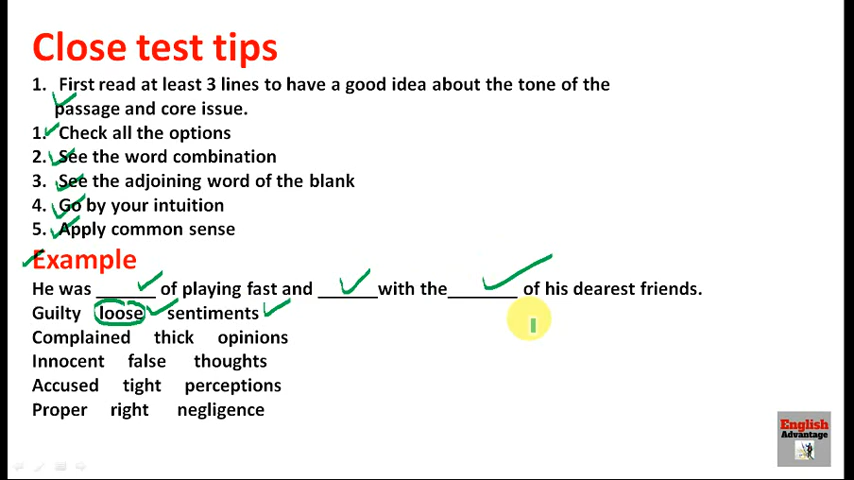 Close test tips
1. First read at least 3 lines to have a good idea about the tone of the
passage and core issue.
1. Check all the options
2. See the word combination
3. See the adjoining word of the blank
4. Go by your intuition
5. Apply common sense
Example
He was ______ of playing fast and ______with the_______ of his dearest friends.
Guilty loose sentiments
Complained thick opinions
Innocent false thoughts
Accused tight perceptions
Proper right negligence
English
Advantage